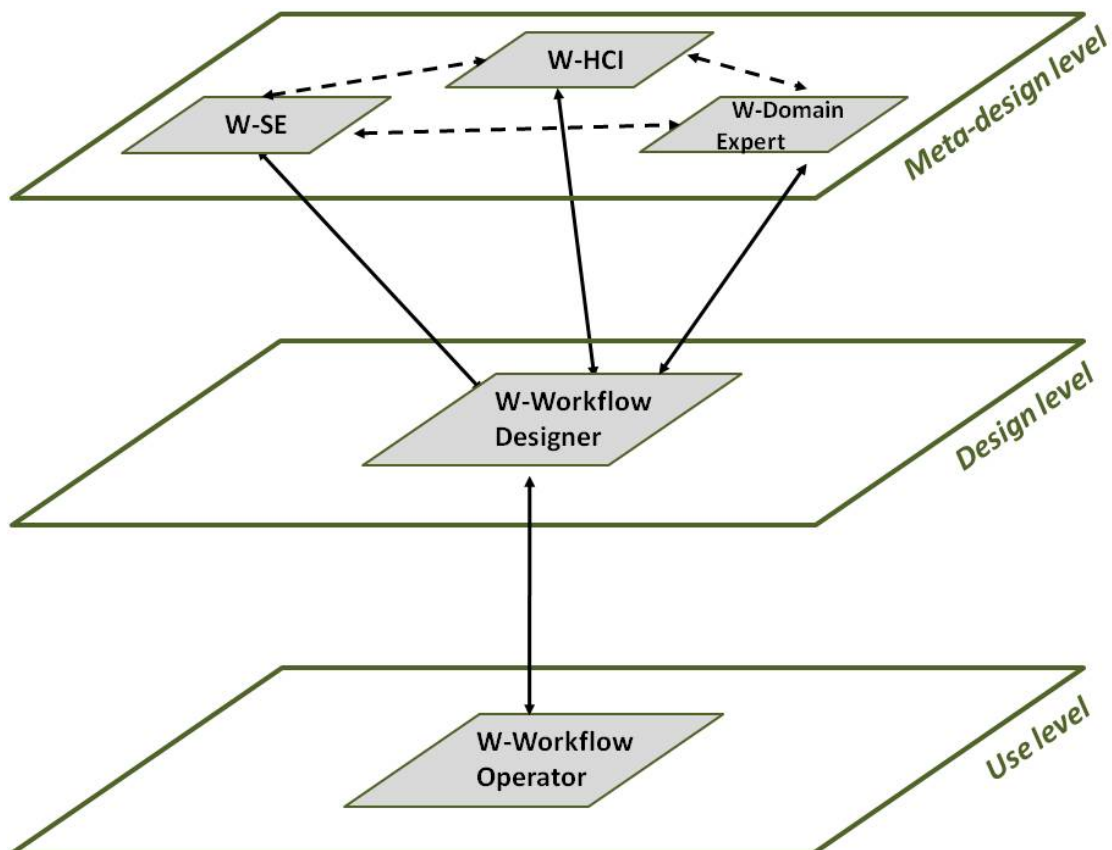 W-HCI
W-SE
W-Domain
Expert
Meta-design level
W-Workflow
Designer
Design level
W-Workflow
Operator
Use level